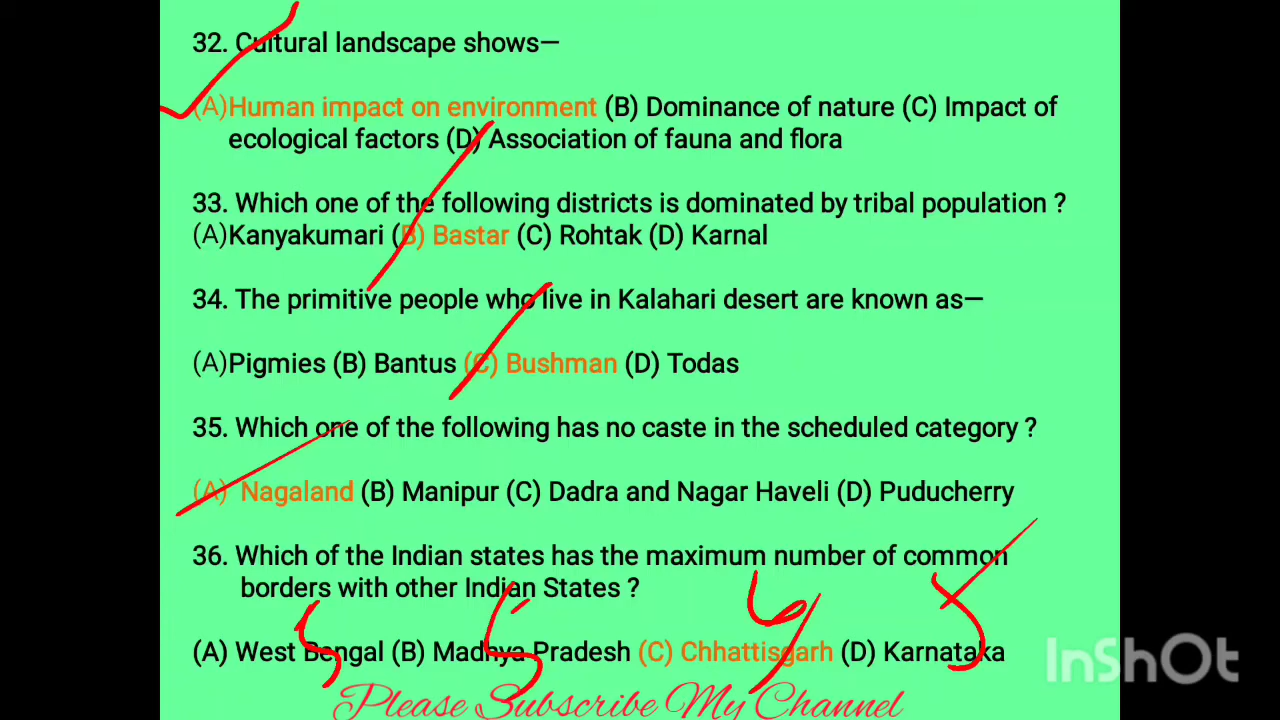 32. Cultural landscape shows—
(A)Human impact on environment (B) Dominance of nature (C) Impact of
ecological factors (D) Association of fauna and flora
33. Which one of the following districts is dominated by tribal population ?
(A)Kanyakumari (B) Bastar (C) Rohtak (D) Karnal
34. The primitive people who live in Kalahari desert are known as—
(A)Pigmies (B) Bantus (C) Bushman (D) Todas
35. Which one of the following has no caste in the scheduled category ?
(A) Nagaland (B) Manipur (C) Dadra and Nagar Haveli (D) Puducherry
36. Which of the Indian states has the maximum number of common
borders with other Indian States ?
(A) West Bengal (B) Madhya Pradesh (C) Chhattisgarh (D) Karnataka
InShOt
Please Subscribe My Channel